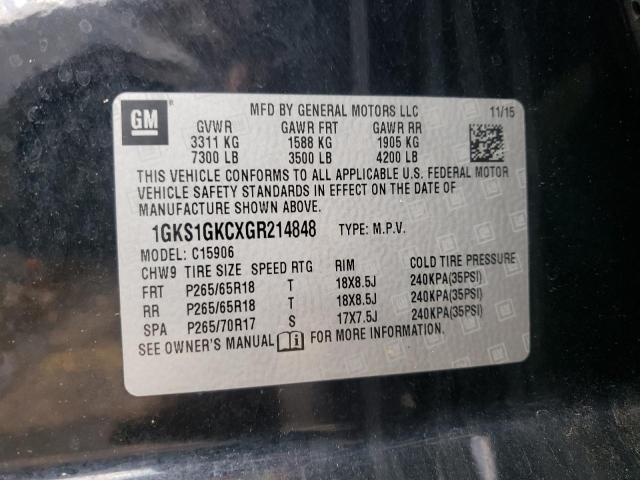 GM
MFD BY GENERAL MOTORS LLC 11/15
GVWR GAWR FRT GAWR RR
3311 KG 1588 KG 1905 KG
7300 LB 3500 LB 4200 LB
THIS VEHICLE CONFORMS TO ALL APPLICABLE U.S. FEDERAL MOTOR
VEHICLE SAFETY STANDARDS IN EFFECT ON THE DATE OF
MANUFACTURE SHOWN ABOVE.
1GKS1GKCXGR214848 TYPE: M.P.V.
MODEL: C15906
CHW9 TIRE SIZE SPEED RTG RIM COLD TIRE PRESSURE
FRT P265/65R18 T 18X8.5J 240KPA(35PSI)
RR P265/65R18 T 18X8.5J 240KPA(35PSI)
SPA P265/70R17 S 17X7.5J 240KPA(35PSI)
SEE OWNER'S MANUAL i FOR MORE INFORMATION.